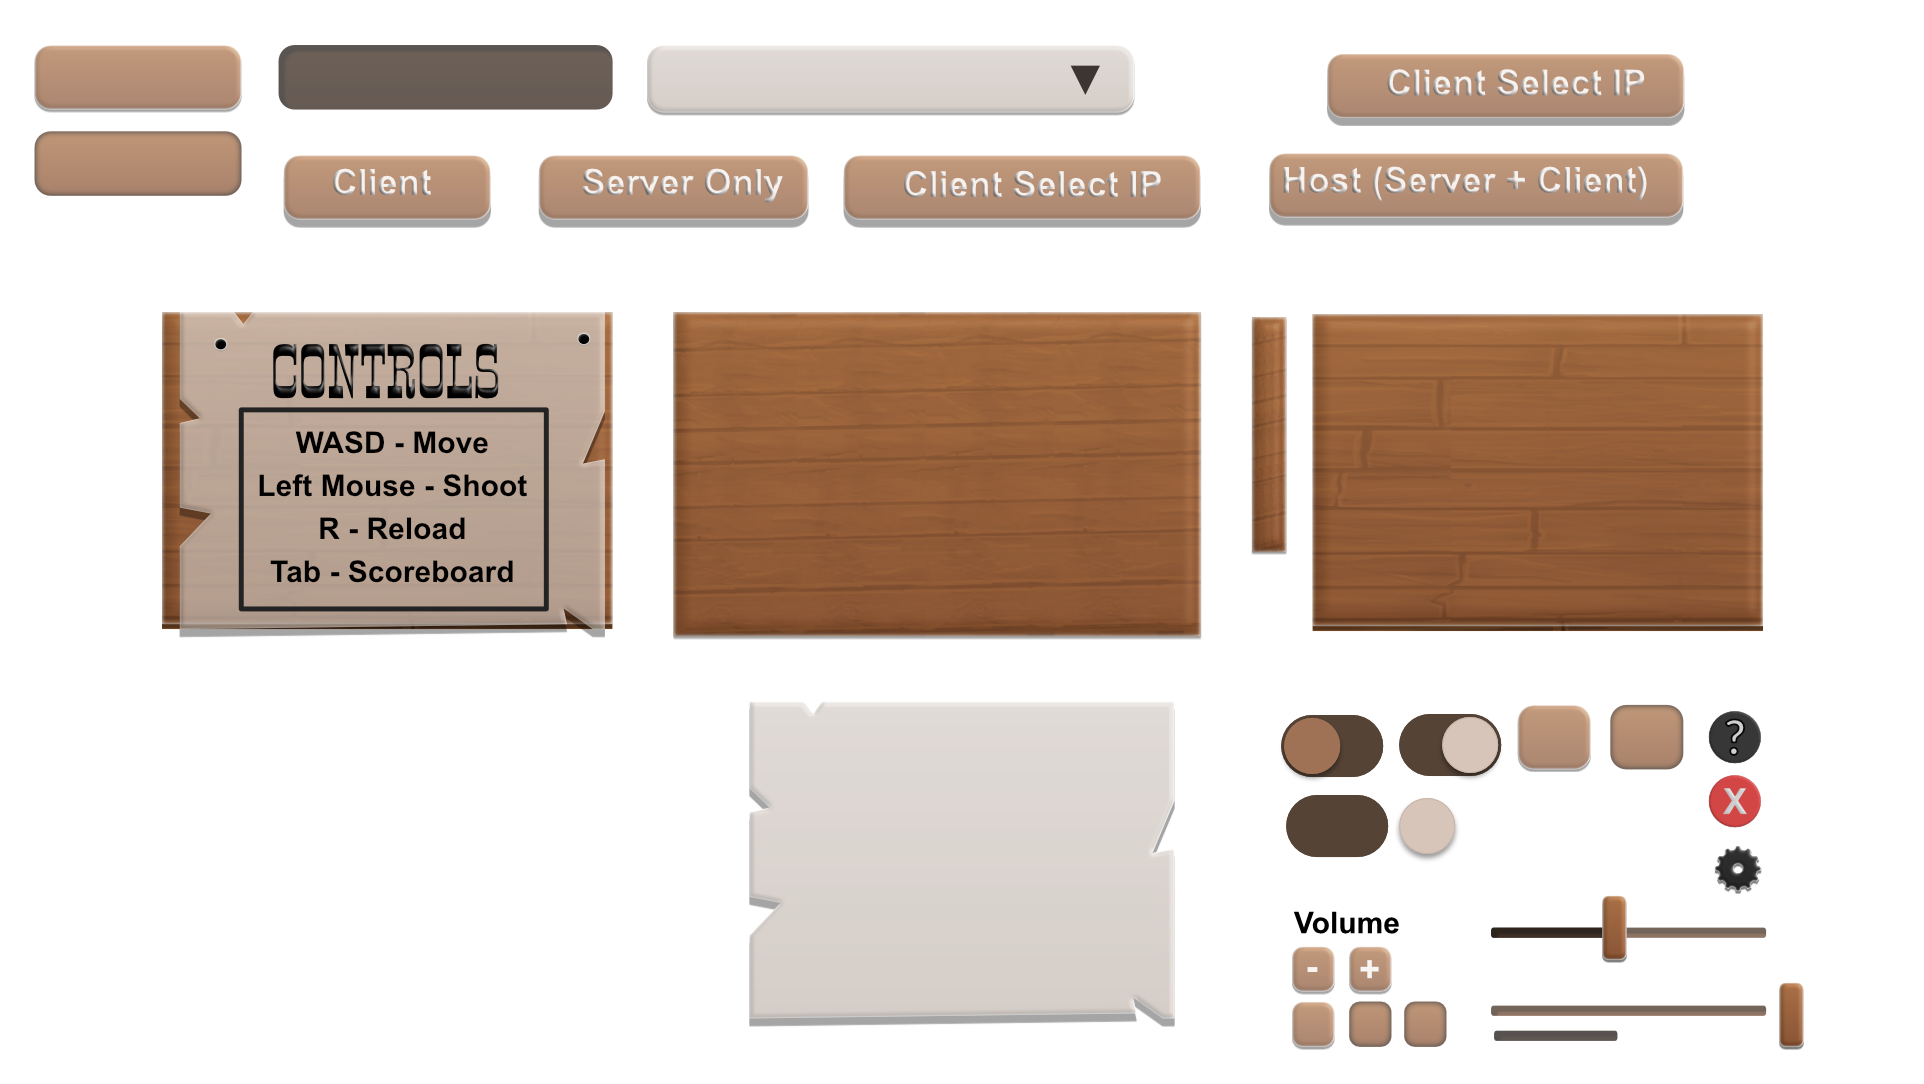 Client Select IP
Client
Server Only
Client Select IP
Host (Server + Client)
CONTROLS
WASD - Move
Left Mouse - Shoot
R - Reload
Tab - Scoreboard
?
X
Volume
- +